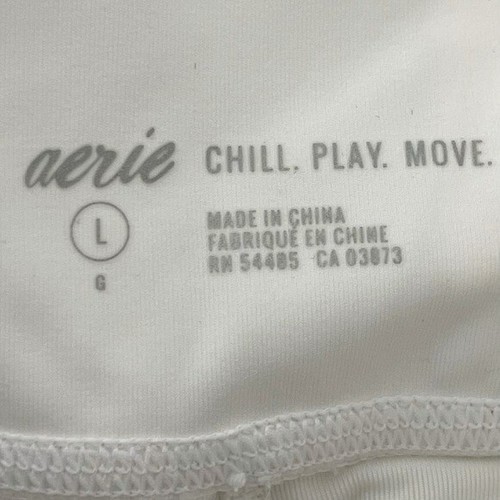 aerie CHILL. PLAY. MOVE.
L
G
MADE IN CHINA
FABRIQUÉ EN CHINE
RN 54485 CA 03873